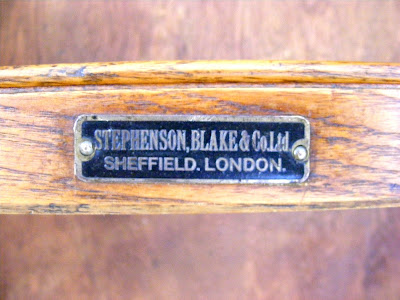 STEPHENSON, BLAKE & Co. Ltd.
SHEFFIELD. LONDON.